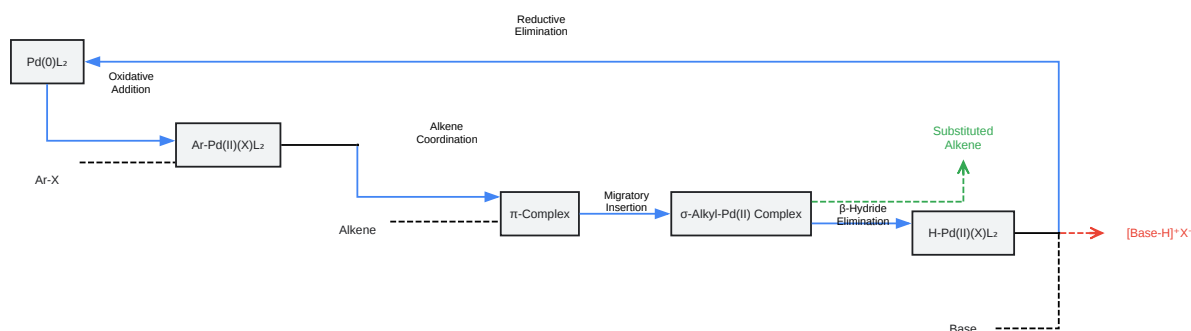 Reductive
Elimination
Pd(0)L₂
Oxidative
Addition
Alkene
Coordination
Substituted
Alkene
Ar-Pd(II)(X)L₂
Ar-X
Migratory
Insertion
π-Complex
σ-Alkyl-Pd(II) Complex
β-Hydride
Elimination
Alkene
H-Pd(II)(X)L₂
[Base-H]⁺X⁻
Base